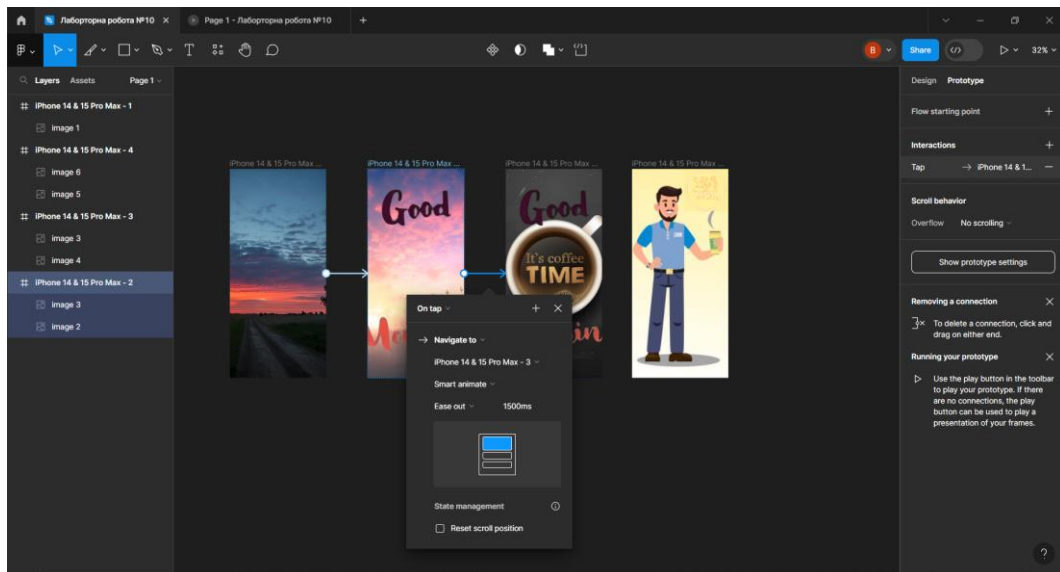 Лаборторна робота №10
Page 1 - Лаборторна робота №10
B
Share
32%
Layers
Assets
Page 1
iPhone 14 & 15 Pro Max - 1
image 1
iPhone 14 & 15 Pro Max - 4
image 6
image 5
iPhone 14 & 15 Pro Max - 3
image 3
image 4
iPhone 14 & 15 Pro Max - 2
image 3
image 2
iPhone 14 & 15 Pro Max ...
iPhone 14 & 15 Pro Max ...
iPhone 14 & 15 Pro Max ...
iPhone 14 & 15 Pro Max ...
Good
Good
It's coffee
TIME
On tap
Navigate to
iPhone 14 & 15 Pro Max - 3
Smart animate
Ease out
1500ms
State management
Reset scroll position
Design
Prototype
Flow starting point
Interactions
Tap
iPhone 14 & 1...
Scroll behavior
Overflow
No scrolling
Show prototype settings
Removing a connection
To delete a connection, click and
drag on either end.
Running your prototype
Use the play button in the toolbar
to play your prototype. If there
are no connections, the play
button can be used to play a
presentation of your frames.
?